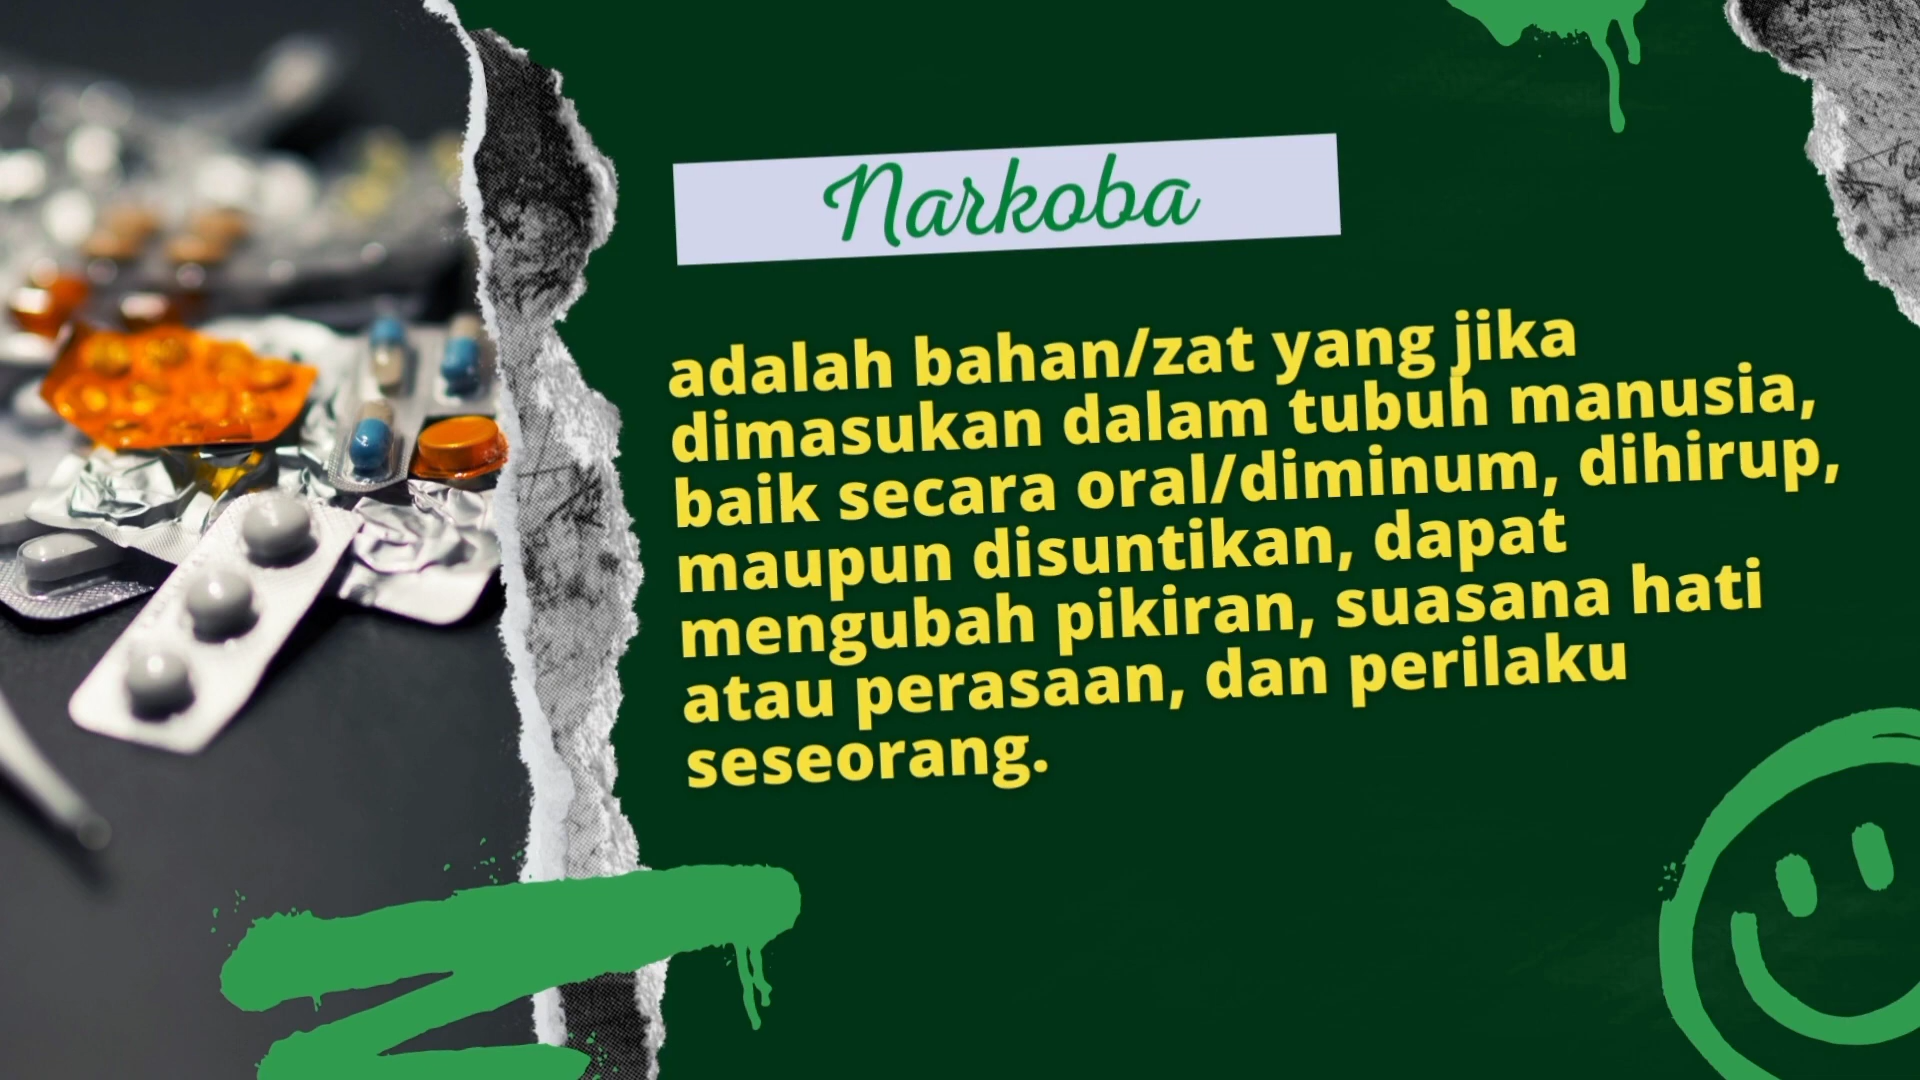 Narkoba
adalah bahan/zat yang jika
dimasukan dalam tubuh manusia,
baik secara oral/diminum, dihirup,
maupun disuntikan, dapat
mengubah pikiran, suasana hati
atau perasaan, dan perilaku
seseorang.